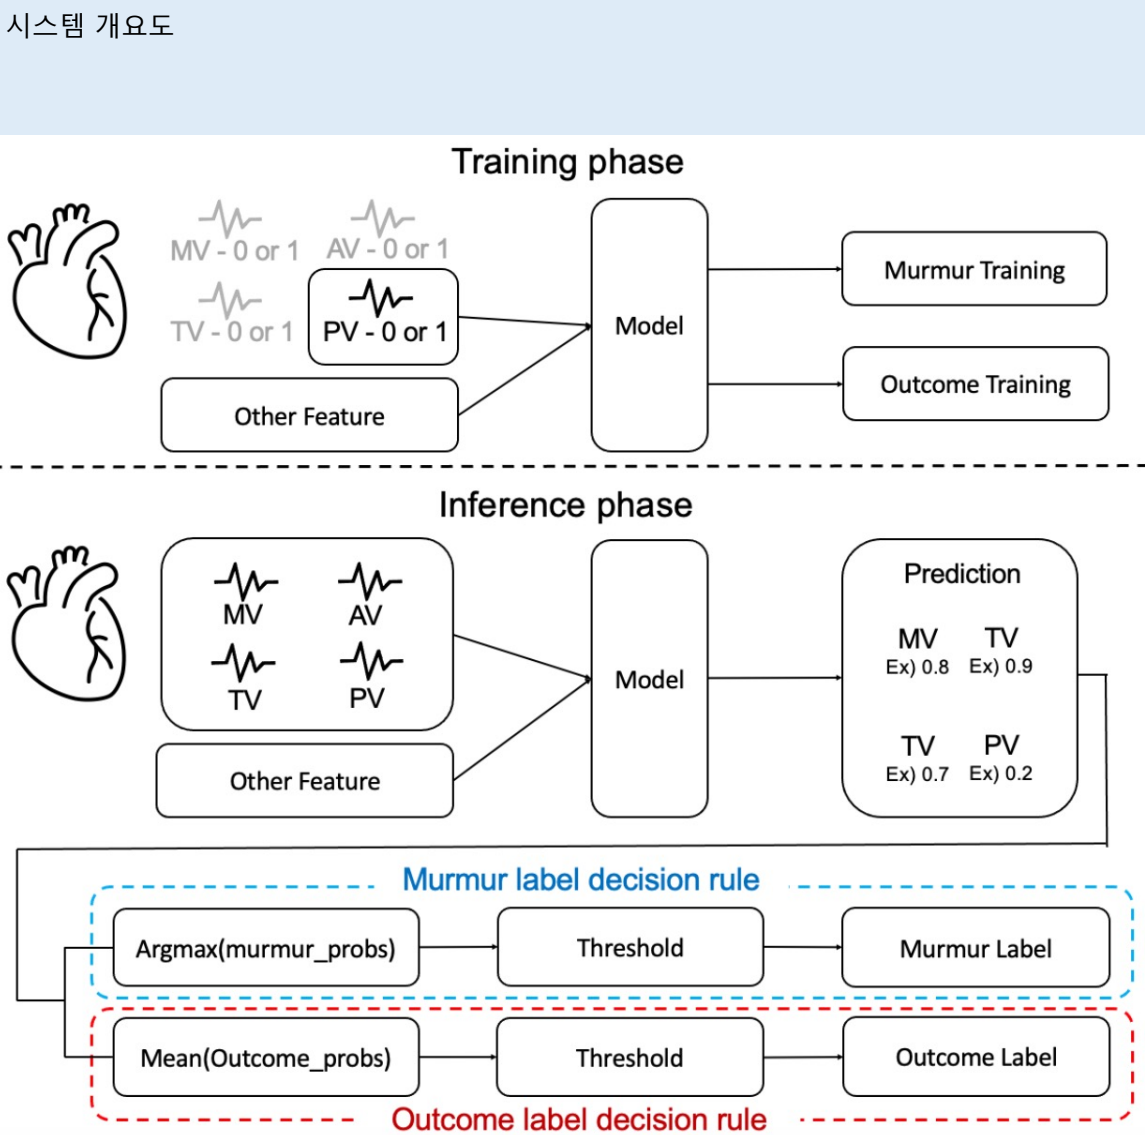 시스템 개요도
Training phase
MV - 0 or 1
AV - 0 or 1
TV - 0 or 1
PV - 0 or 1
Other Feature
Model
Murmur Training
Outcome Training
Inference phase
MV
AV
TV
PV
Other Feature
Model
Prediction
MV TV
Ex) 0.8 Ex) 0.9
TV PV
Ex) 0.7 Ex) 0.2
Murmur label decision rule
Argmax(murmur_probs)
Threshold
Murmur Label
Mean(Outcome_probs)
Threshold
Outcome Label
Outcome label decision rule